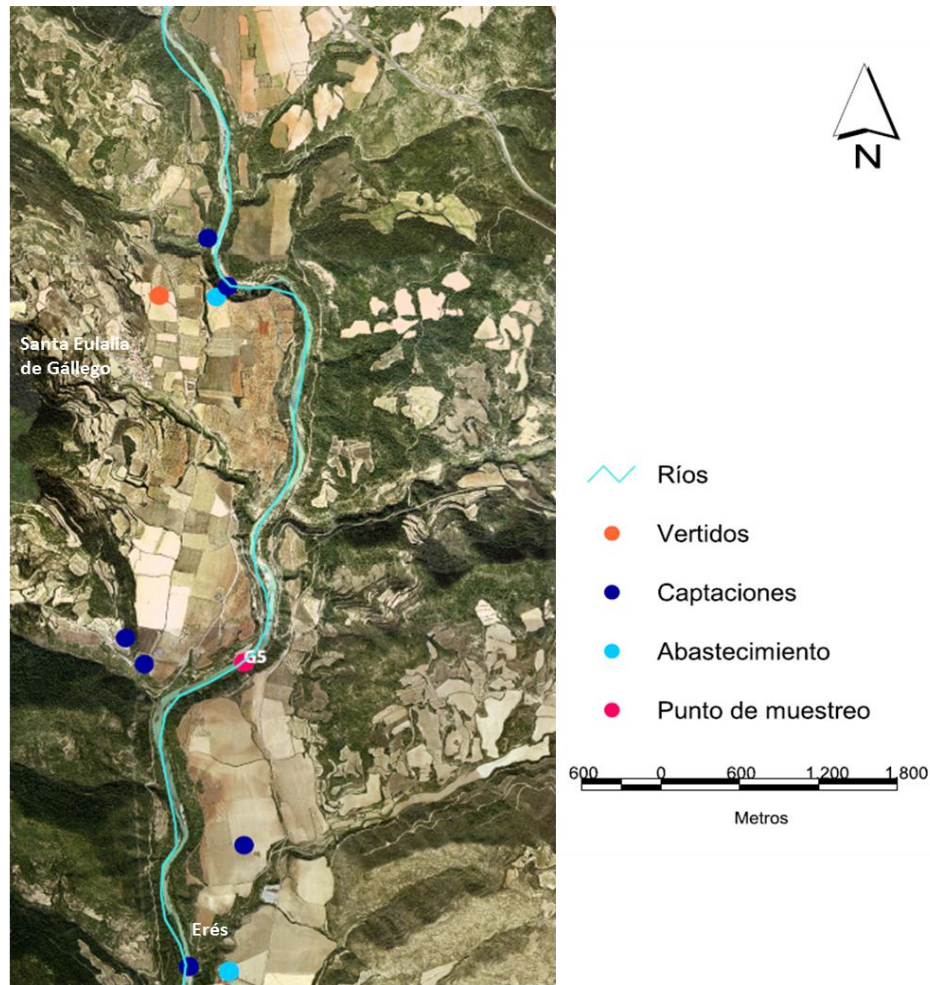 N
Santa Eulalia
de Gállego
G5
Erés
Ríos
Vertidos
Captaciones
Abastecimiento
Punto de muestreo
600 0 600 1.200 1.800
Metros